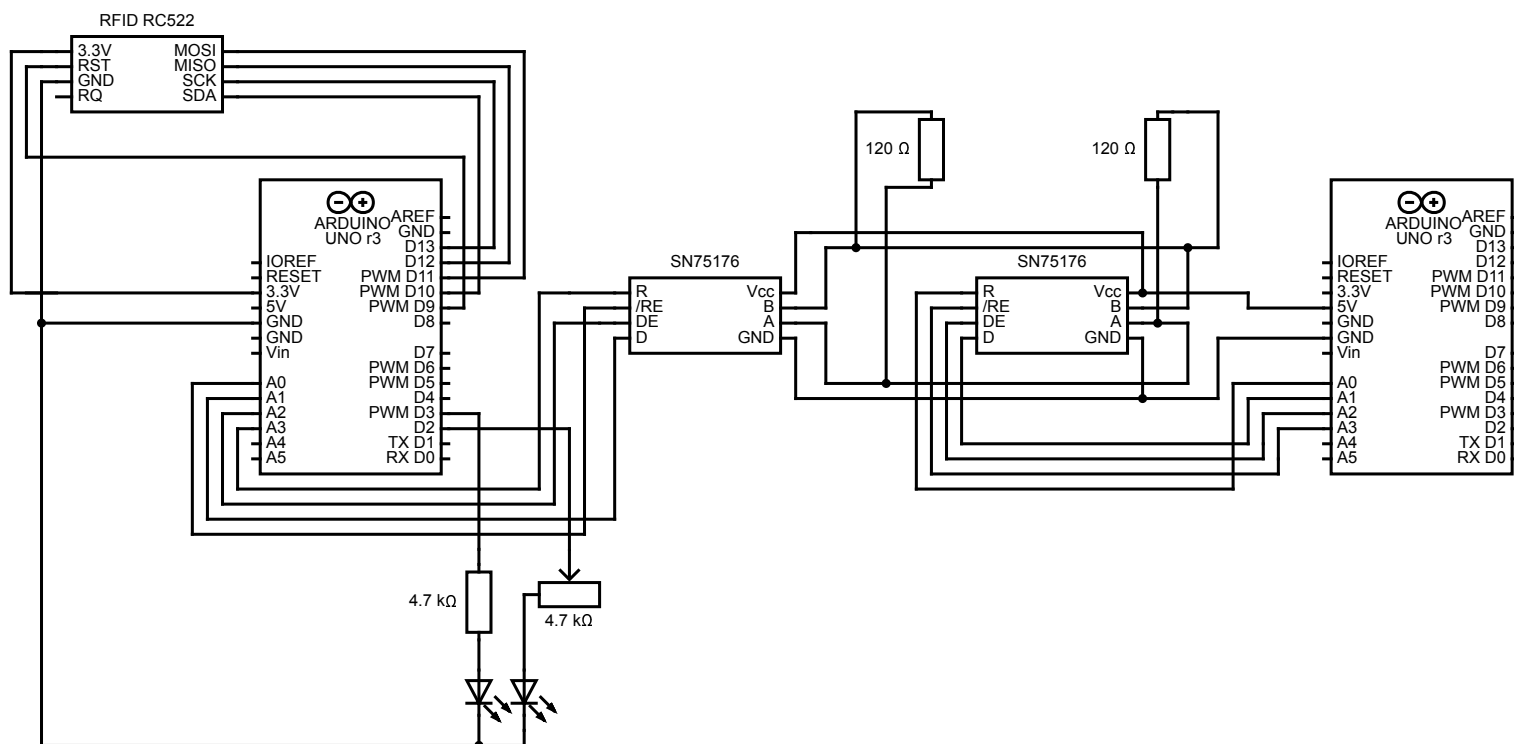 RFID RC522
3.3V MOSI
RST MISO
GND SCK
RQ SDA
120 Ω
120 Ω
ARDUINO
UNO r3
AREF
GND
D13
IOREF D12
RESET PWM D11
3.3V PWM D10
5V PWM D9
GND D8
GND
Vin D7
PWM D6
A0 PWM D5
A1 D4
A2 PWM D3
A3 D2
A4 TX D1
A5 RX D0
SN75176
R Vcc
/RE B
DE A
D GND
SN75176
R Vcc
/RE B
DE A
D GND
ARDUINO
UNO r3
AREF
GND
D13
IOREF D12
RESET PWM D11
3.3V PWM D10
5V PWM D9
GND D8
GND
Vin D7
PWM D6
A0 PWM D5
A1 D4
A2 PWM D3
A3 D2
A4 TX D1
A5 RX D0
4.7 kΩ
4.7 kΩ